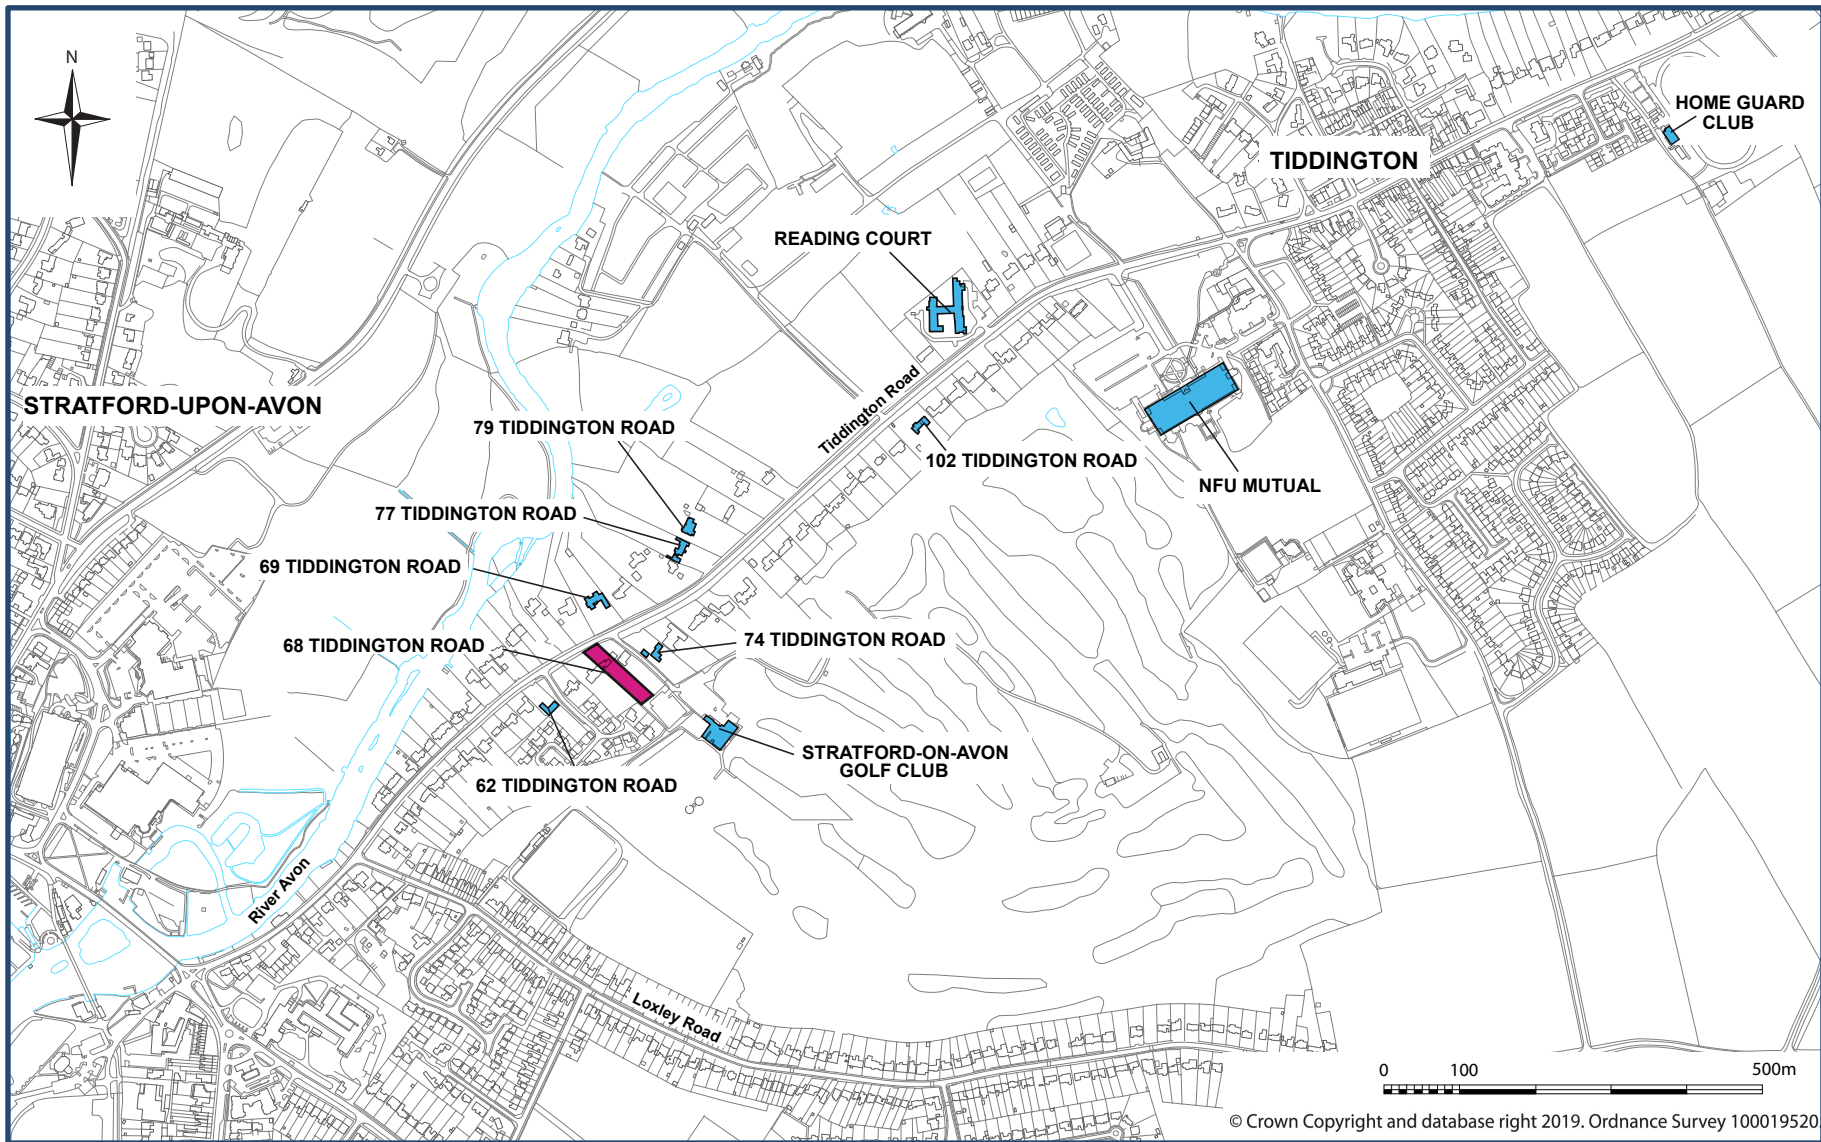 N
HOME GUARD
CLUB
TIDDINGTON
READING COURT
STRATFORD-UPON-AVON
Tiddington Road
79 TIDDINGTON ROAD
102 TIDDINGTON ROAD
NFU MUTUAL
77 TIDDINGTON ROAD
69 TIDDINGTON ROAD
68 TIDDINGTON ROAD
74 TIDDINGTON ROAD
STRATFORD-ON-AVON
GOLF CLUB
62 TIDDINGTON ROAD
River Avon
Loxley Road
0 100 500m
© Crown Copyright and database right 2019. Ordnance Survey 100019520.